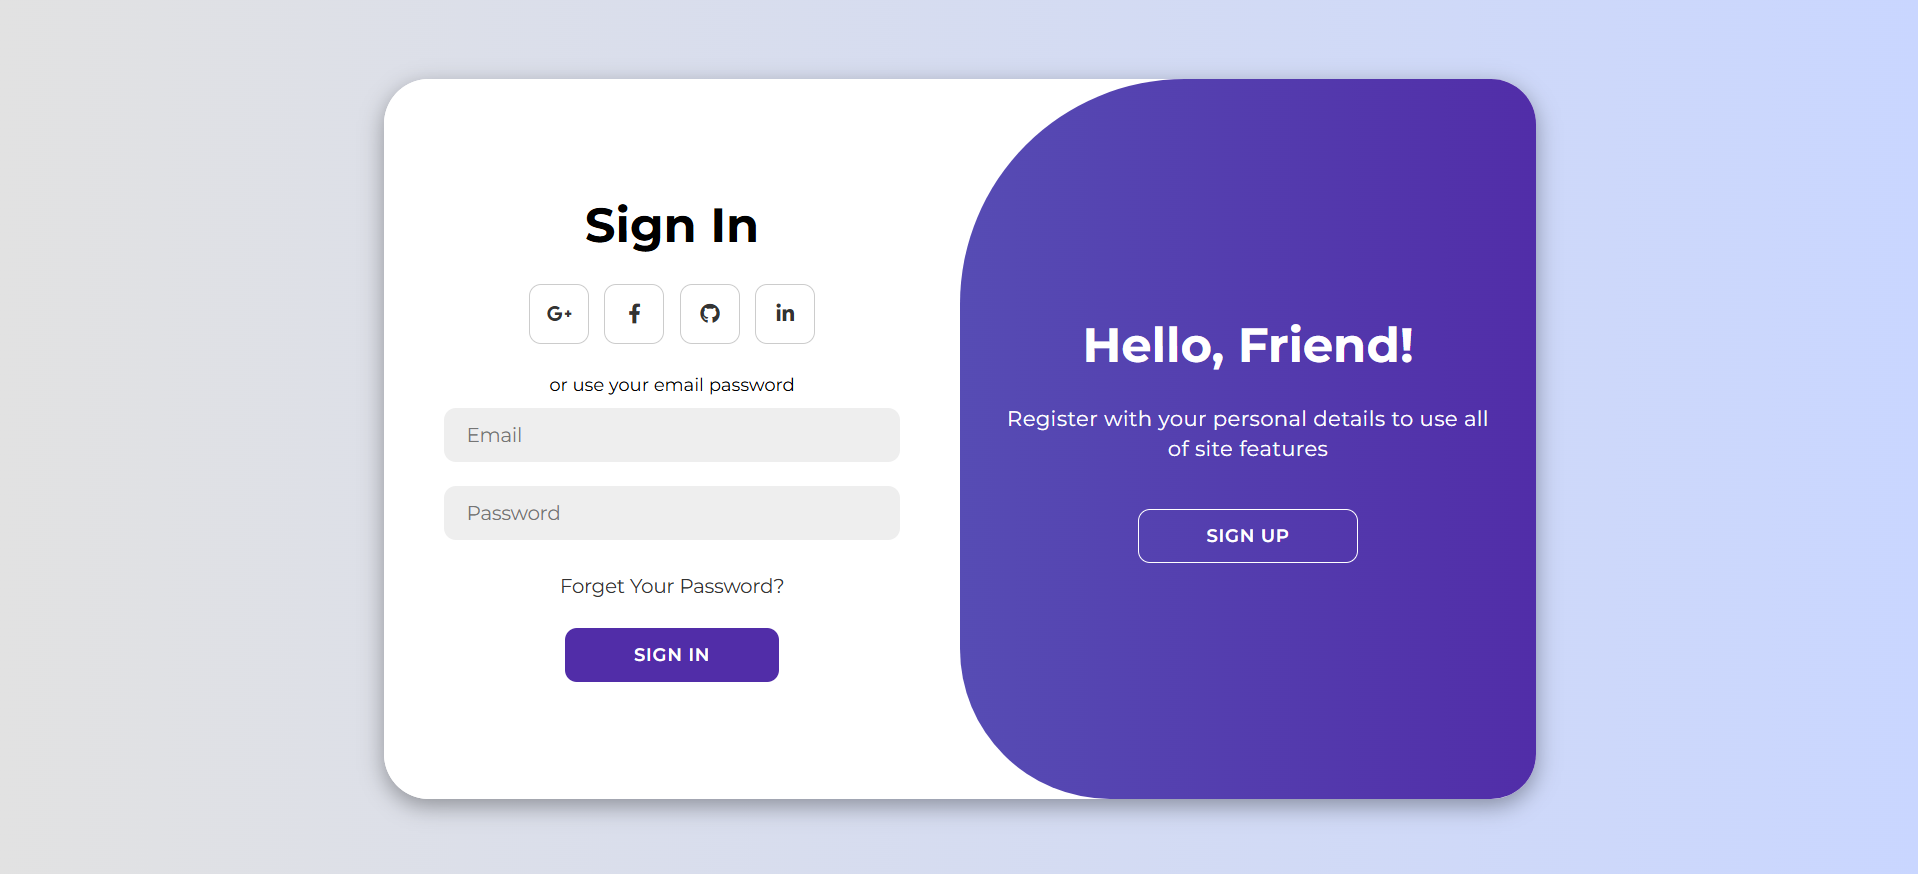 Sign In
G+
f
in
or use your email password
Email
Password
Forget Your Password?
SIGN IN
Hello, Friend!
Register with your personal details to use all
of site features
SIGN UP